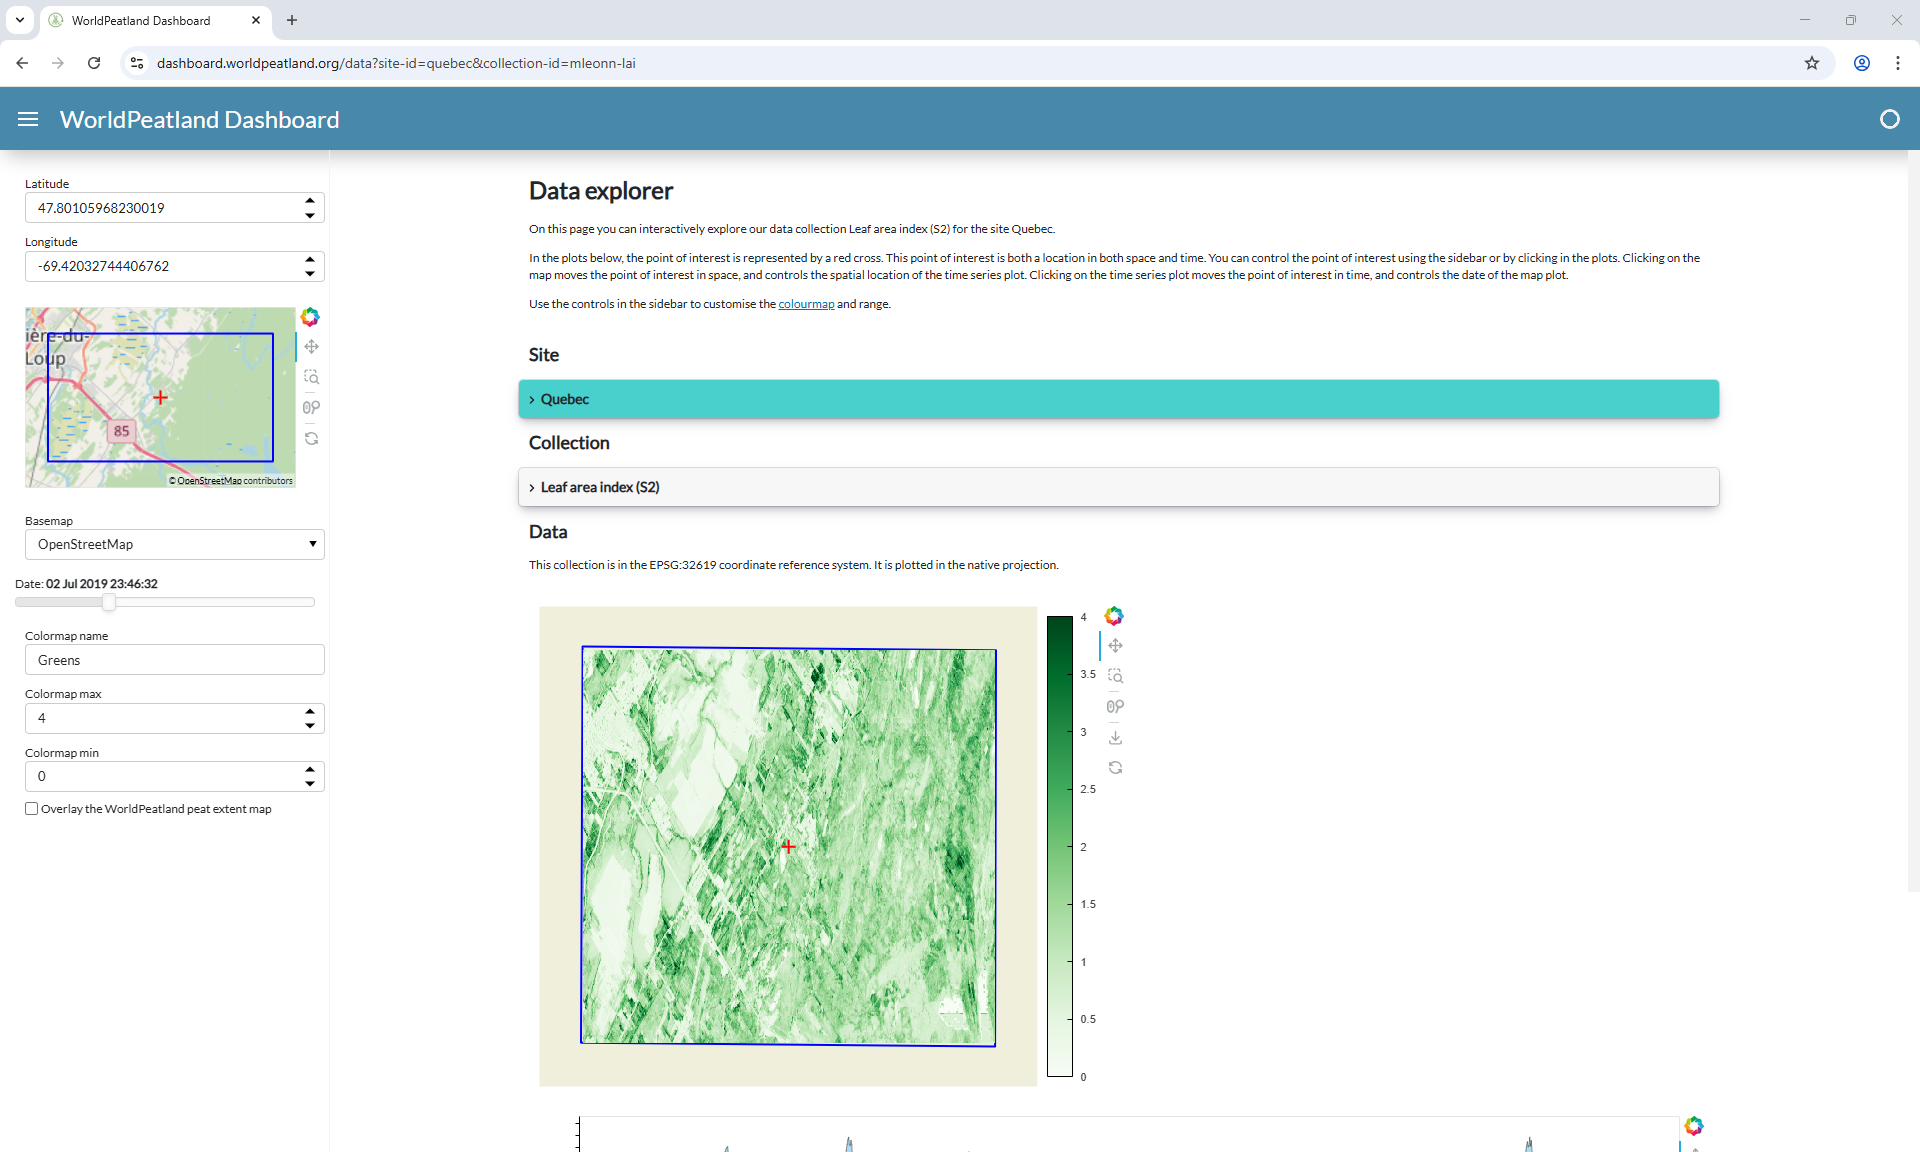 WorldPeatland Dashboard
dashboard.worldpeatland.org/data?site-id=quebec&collection-id=mleonn-lai
WorldPeatland Dashboard
Latitude
47.80105968230019
Longitude
-69.42032744406762
ière-du-
Loup
85
© OpenStreetMap contributors
Basemap
OpenStreetMap
Date: 02 Jul 2019 23:46:32
Colormap name
Greens
Colormap max
4
Colormap min
0
Overlay the WorldPeatland peat extent map
Data explorer
On this page you can interactively explore our data collection Leaf area index (S2) for the site Quebec.
In the plots below, the point of interest is represented by a red cross. This point of interest is both a location in both space and time. You can control the point of interest using the sidebar or by clicking in the plots. Clicking on the
map moves the point of interest in space, and controls the spatial location of the time series plot. Clicking on the time series plot moves the point of interest in time, and controls the date of the map plot.
Use the controls in the sidebar to customise the colourmap and range.
Site
Quebec
Collection
Leaf area index (S2)
Data
This collection is in the EPSG:32619 coordinate reference system. It is plotted in the native projection.
4
3.5
3
2.5
2
1.5
1
0.5
0